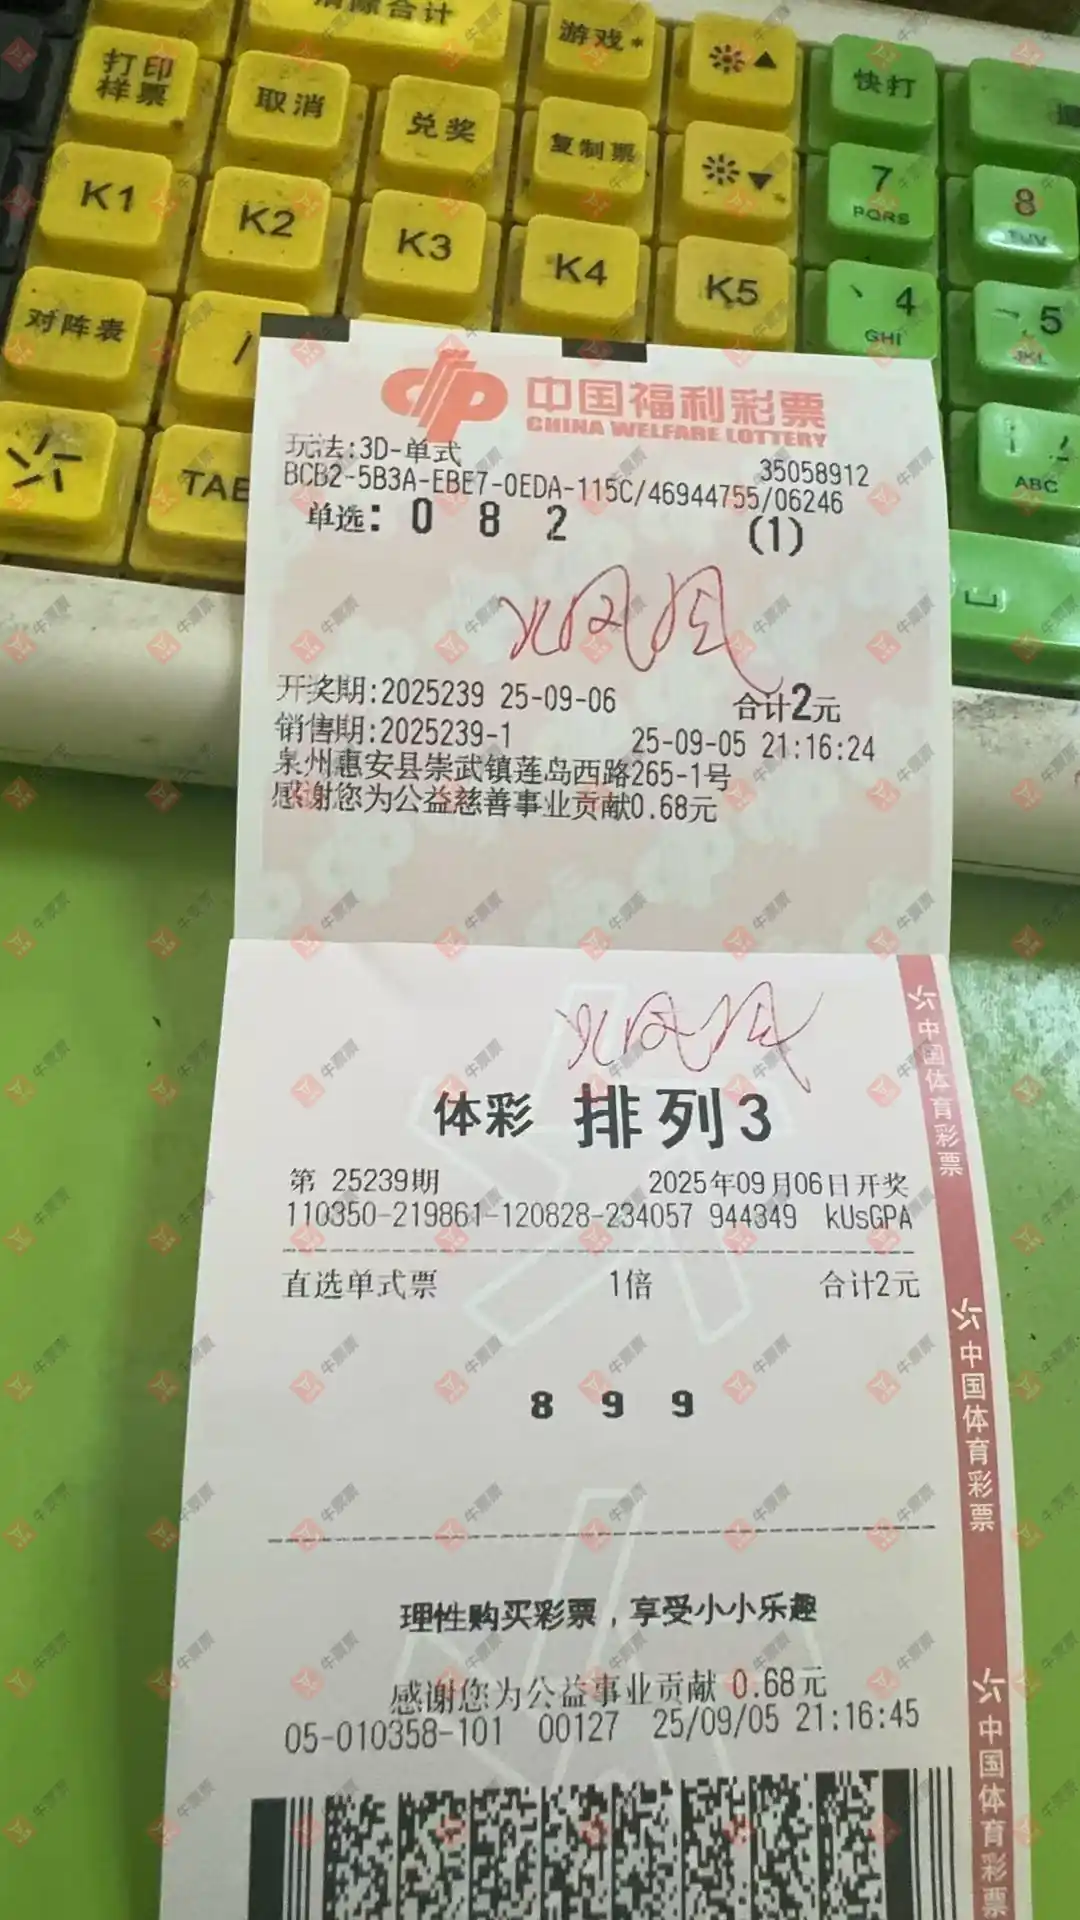 清除合计
游戏*
打印
样票
取消
兑奖
复制票
快打
7
PQRS
8
TUV
K1
K2
K3
K4
K5
4
GHI
5
JKL
对阵表
/
TAB
ABC
中国福利彩票
CHINA WELFARE LOTTERY
玩法:3D-单式
35058912
BCB2-5B3A-EBE7-0EDA-115C/46944755/06246
单选: 0 8 2 (1)
开奖期:2025239 25-09-06 合计2元
销售期:2025239-1 25-09-05 21:16:24
泉州惠安县崇武镇莲岛西路265-1号
感谢您为公益慈善事业贡献0.68元
体彩 排列3
第 25239期 2025年09月06日开奖
110350-219861-120828-234057 944349 kUsGPA
直选单式票 1倍 合计2元
8 9 9
理性购买彩票，享受小小乐趣
感谢您为公益事业贡献 0.68元
05-010358-101 00127 25/09/05 21:16:45
中国体育彩票
中国体育彩票
中国体育彩票
牛票票